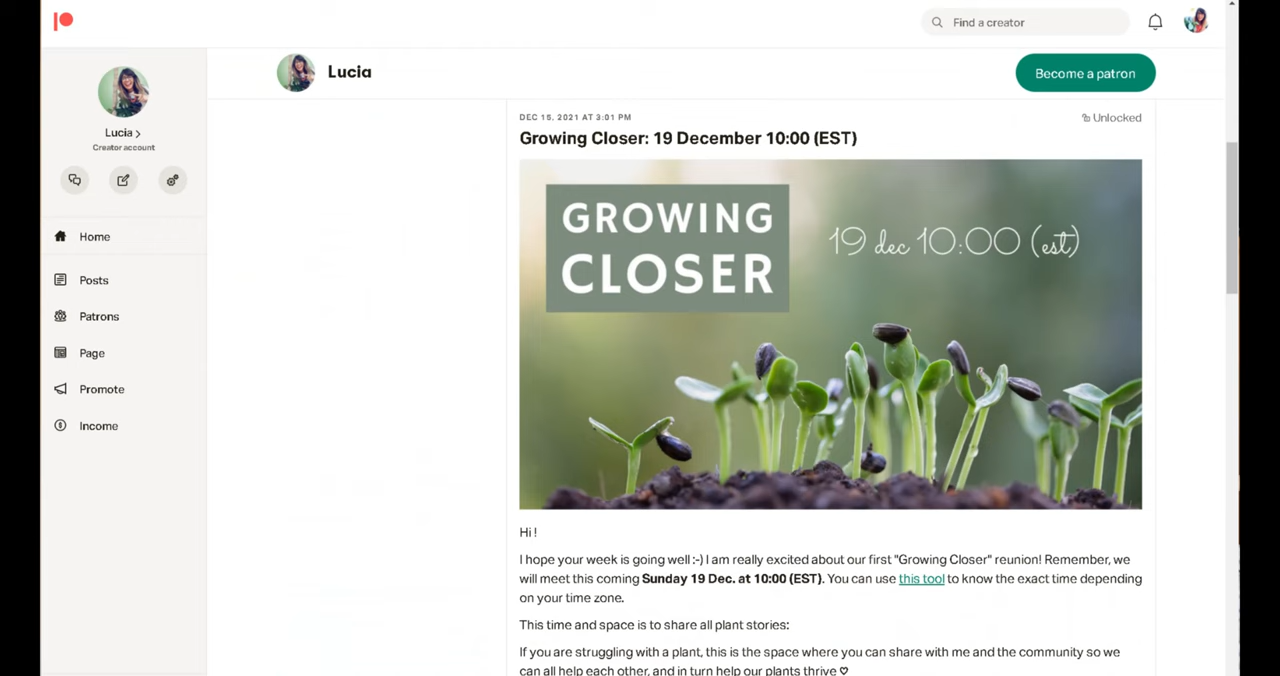 Find a creator
Lucia
Become a patron
Lucia
Creator account
Home
Posts
Patrons
Page
Promote
Income
DEC 15, 2021 AT 3:01 PM
Unlocked
Growing Closer: 19 December 10:00 (EST)
GROWING
CLOSER
19 dec 10:00 (est)
Hi !
I hope your week is going well :-) I am really excited about our first "Growing Closer" reunion! Remember, we
will meet this coming Sunday 19 Dec. at 10:00 (EST). You can use this tool to know the exact time depending
on your time zone.
This time and space is to share all plant stories:
If you are struggling with a plant, this is the space where you can share with me and the community so we
can all help each other, and in turn help our plants thrive ♡